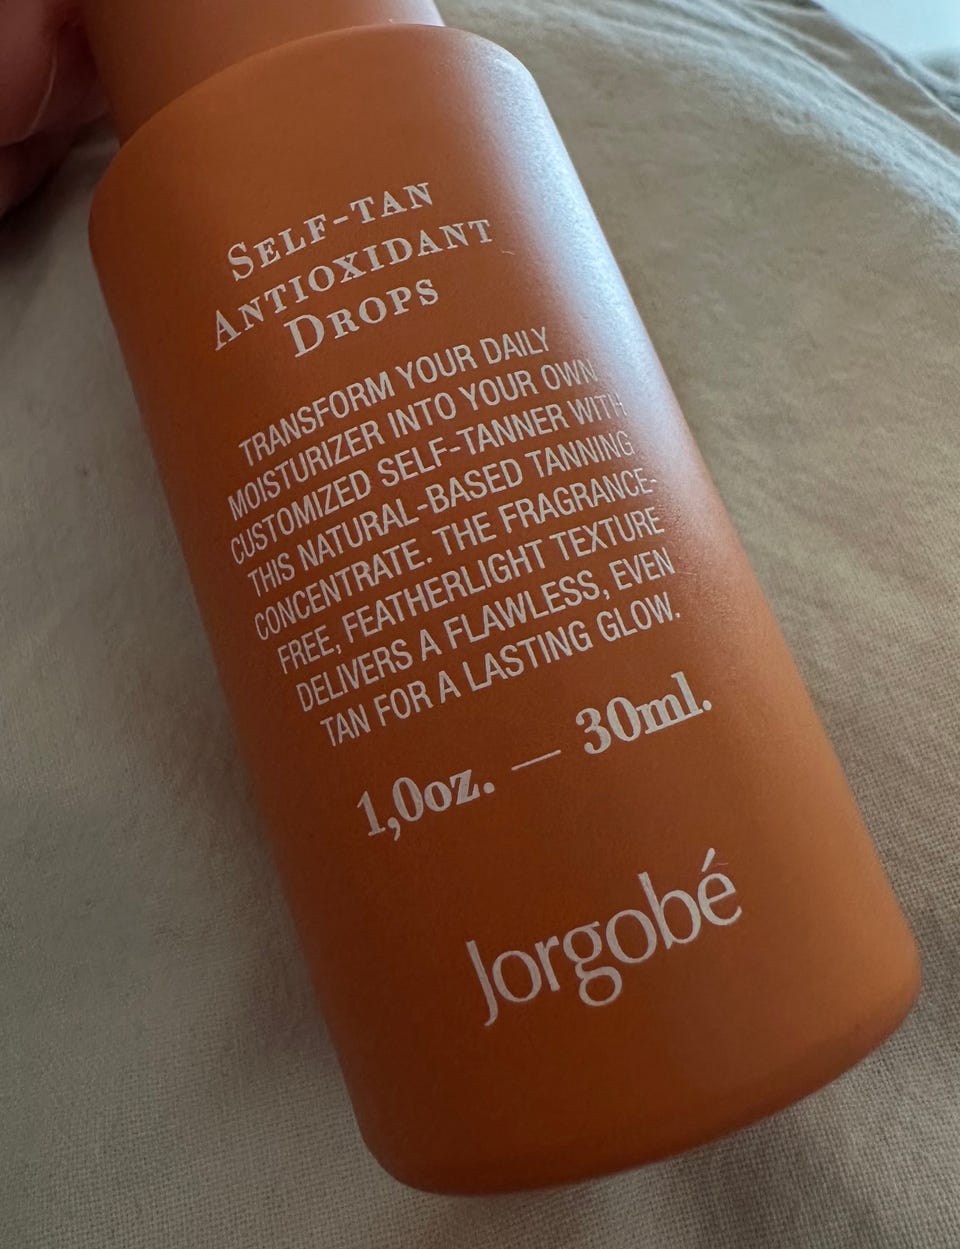 SELF-TAN
ANTIOXIDANT
DROPS
TRANSFORM YOUR DAILY
MOISTURIZER INTO YOUR OWN
CUSTOMIZED SELF-TANNER WITH
THIS NATURAL-BASED TANNING
CONCENTRATE. THE FRAGRANCE-
FREE, FEATHERLIGHT TEXTURE
DELIVERS A FLAWLESS, EVEN
TAN FOR A LASTING GLOW.
1,0oz. — 30ml.
Jorgobé